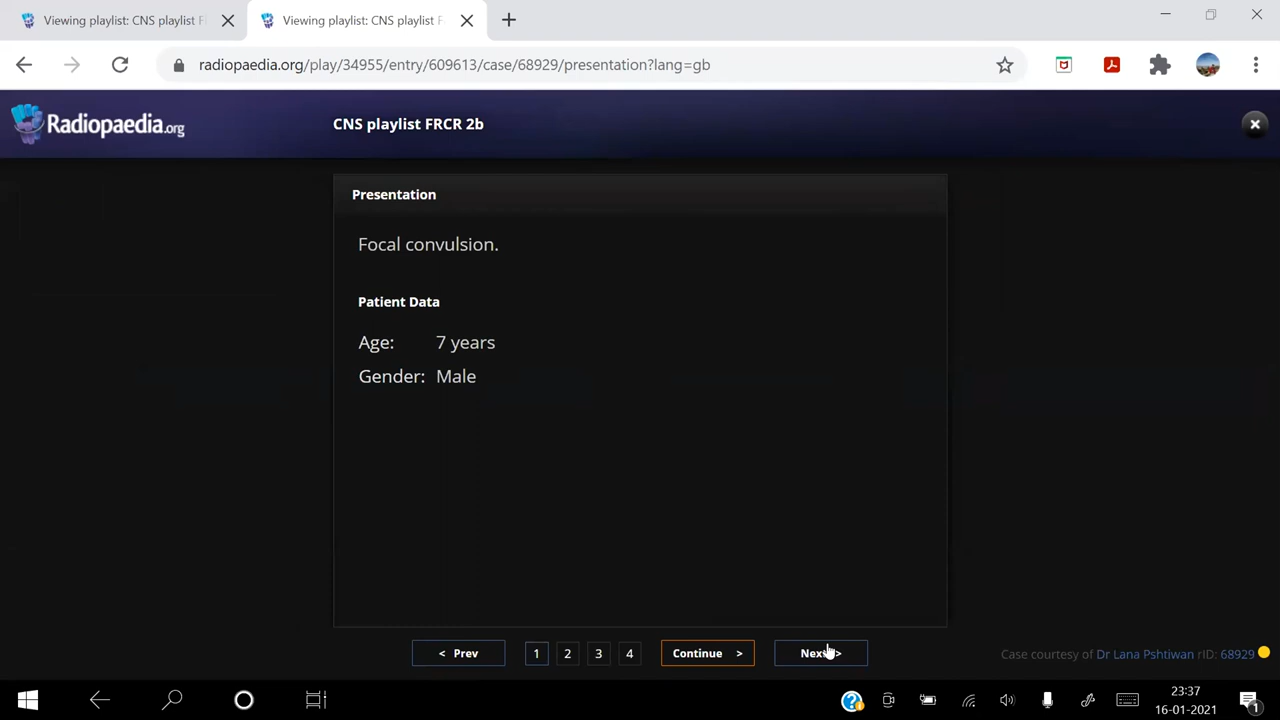 Viewing playlist: CNS playlist F
Viewing playlist: CNS playlist F
radiopaedia.org/play/34955/entry/609613/case/68929/presentation?lang=gb
Radiopaedia.org
CNS playlist FRCR 2b
Presentation
Focal convulsion.
Patient Data
Age: 7 years
Gender: Male
< Prev 1 2 3 4 Continue > Next >
Case courtesy of Dr Lana Pshtiwan rID: 68929
23:37
16-01-2021
1